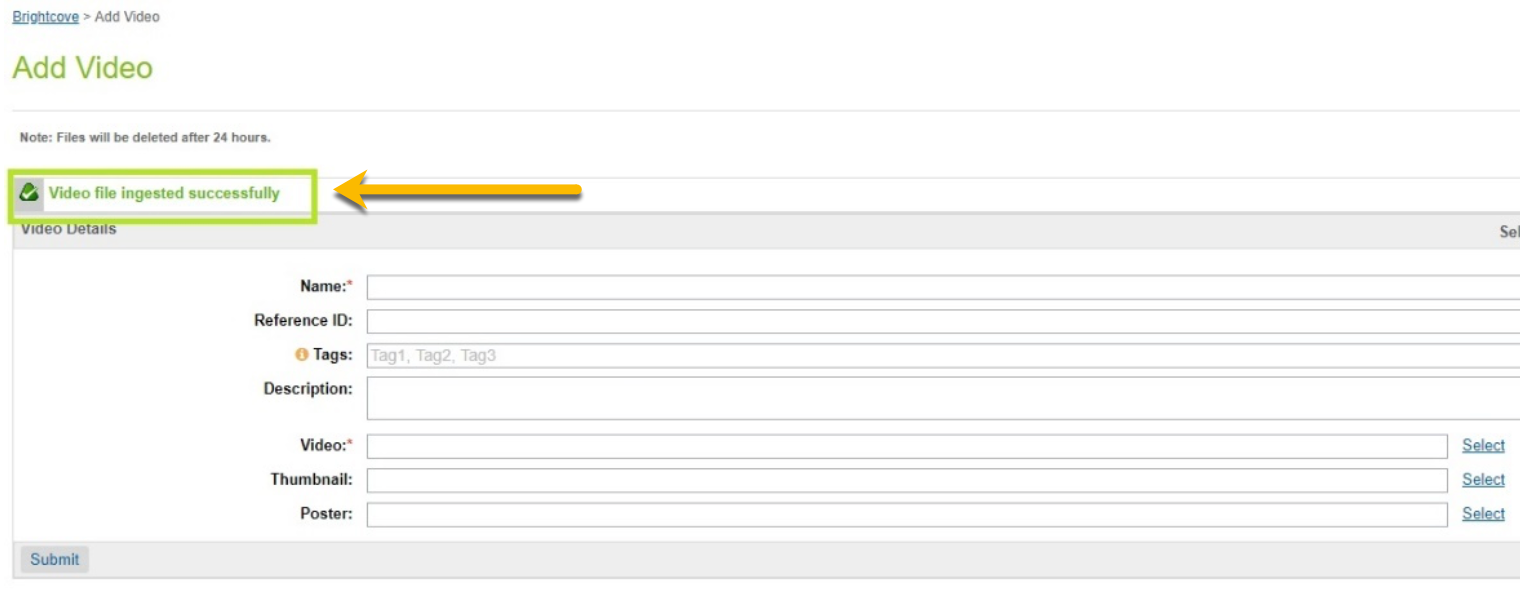 Brightcove > Add Video
Add Video
Note: Files will be deleted after 24 hours.
Video file ingested successfully
Video Details
Sel
Name:*
Reference ID:
Tags: Tag1, Tag2, Tag3
Description:
Video:* Select
Thumbnail: Select
Poster: Select
Submit